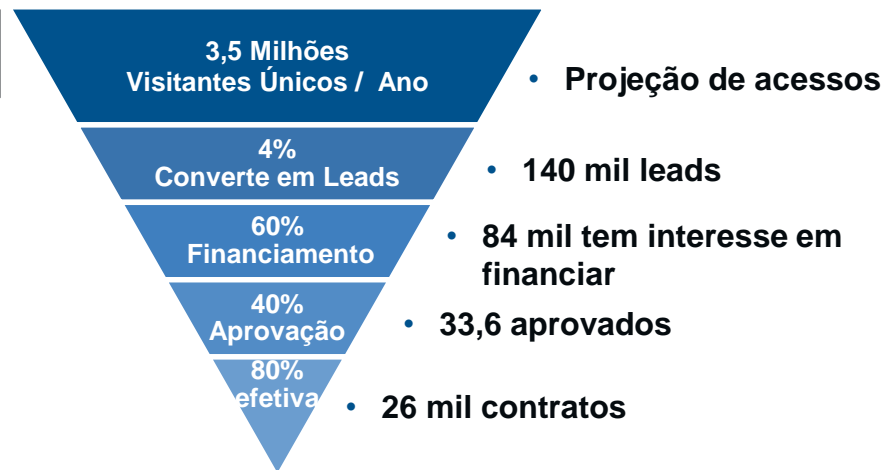 3,5 Milhões
Visitantes Únicos / Ano
• Projeção de acessos
4%
Converte em Leads
• 140 mil leads
60%
Financiamento
• 84 mil tem interesse em
financiar
40%
Aprovação
• 33,6 aprovados
80%
efetiva
• 26 mil contratos